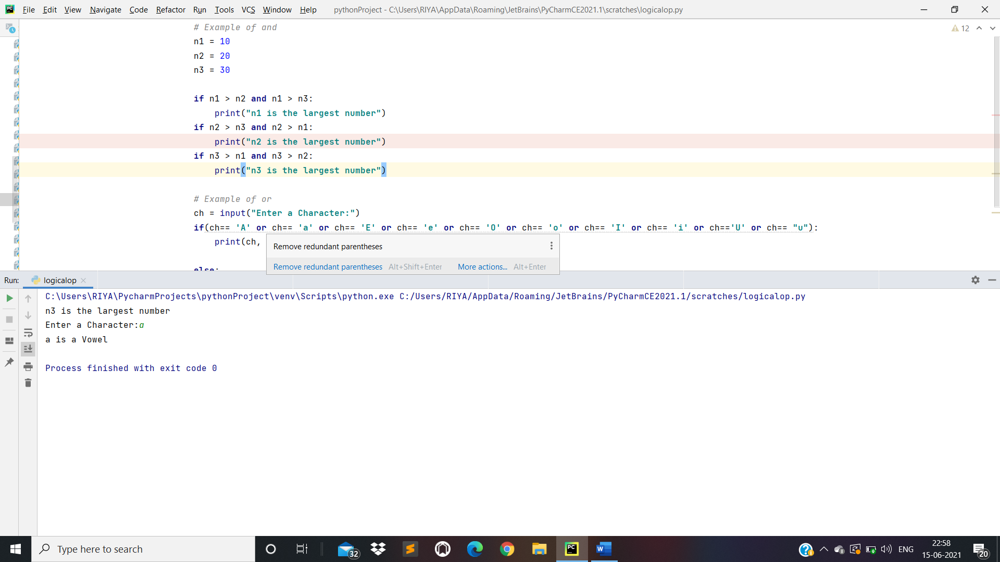 PC File Edit View Navigate Code Refactor Run Tools VCS Window Help pythonProject - C:\Users\RIYA\AppData\Roaming\JetBrains\PyCharmCE2021.1\scratches\logicalop.py
# Example of and
12
n1 = 10
n2 = 20
n3 = 30
if n1 > n2 and n1 > n3:
print("n1 is the largest number")
if n2 > n3 and n2 > n1:
print("n2 is the largest number")
if n3 > n1 and n3 > n2:
print("n3 is the largest number")
# Example of or
ch = input("Enter a Character:")
if(ch== 'A' or ch== 'a' or ch== 'E' or ch== 'e' or ch== 'O' or ch== 'o' or ch== 'I' or ch== 'i' or ch=='U' or ch== "u"):
print(ch,
Remove redundant parentheses
Remove redundant parentheses Alt+Shift+Enter More actions... Alt+Enter
else:
Run: logicalop
C:\Users\RIYA\PycharmProjects\pythonProject\venv\Scripts\python.exe C:/Users/RIYA/AppData/Roaming/JetBrains/PyCharmCE2021.1/scratches/logicalop.py
n3 is the largest number
Enter a Character:a
a is a Vowel
Process finished with exit code 0
Type here to search
32
PC
W
ENG
22:58
15-06-2021
20